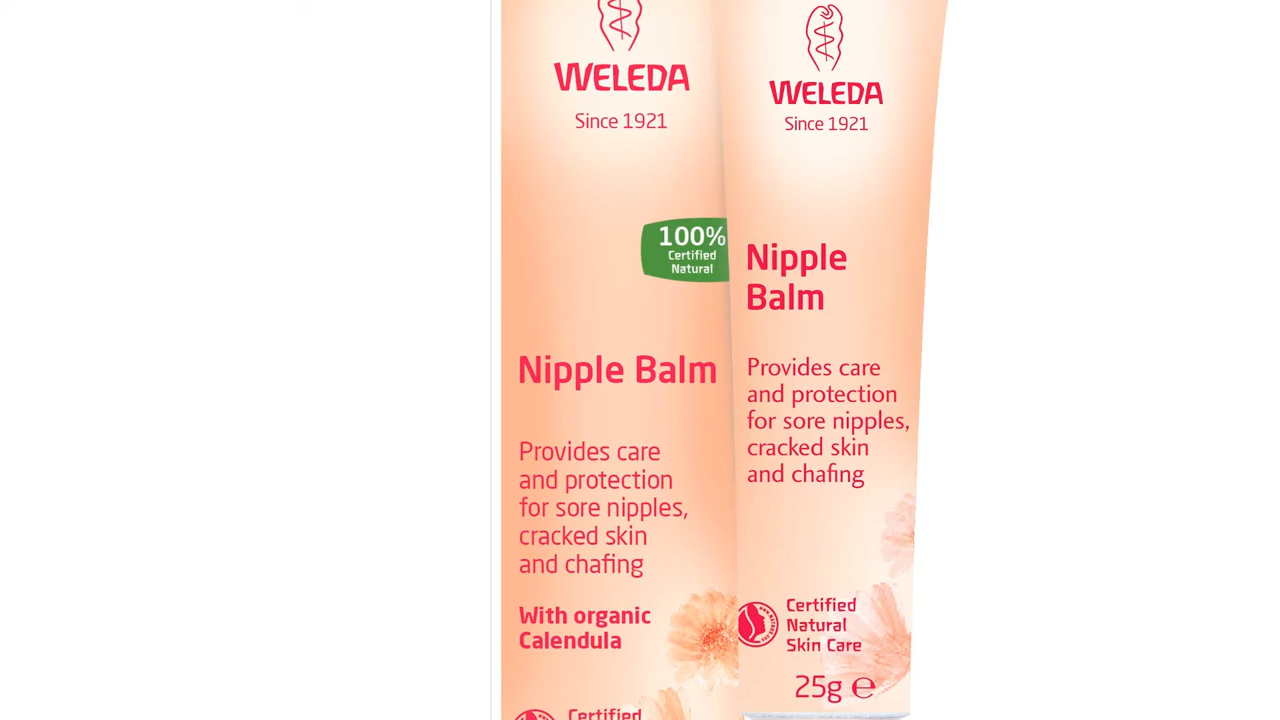 WELEDA
Since 1921
100%
Certified
Natural
Nipple Balm
Provides care
and protection
for sore nipples,
cracked skin
and chafing
With organic
Calendula
Certified
WELEDA
Since 1921
Nipple
Balm
Provides care
and protection
for sore nipples,
cracked skin
and chafing
Certified
Natural
Skin Care
25g ℮